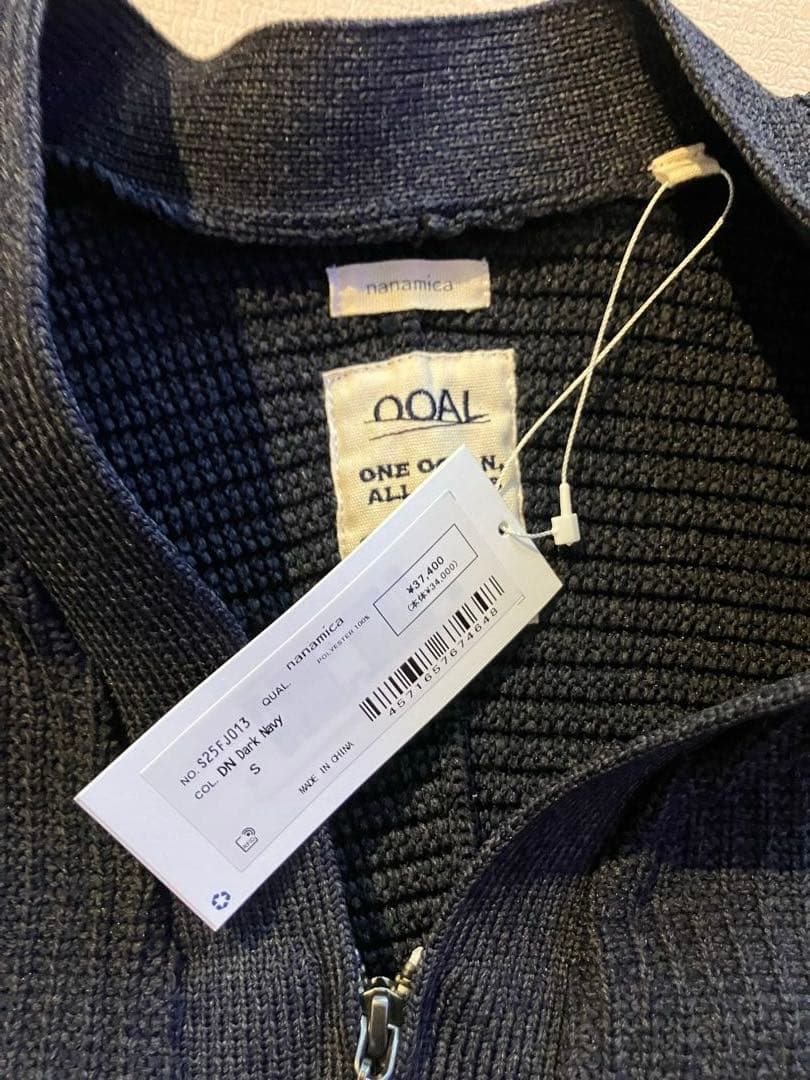 nanamica
OOAL
ONE
ALL
¥37,400
(本体¥34,000)
NO. S25FJ013 QUAL. nanamica
POLYESTER 100%
COL. DN Dark Navy
S
4571657674648
MADE IN CHINA
RFID